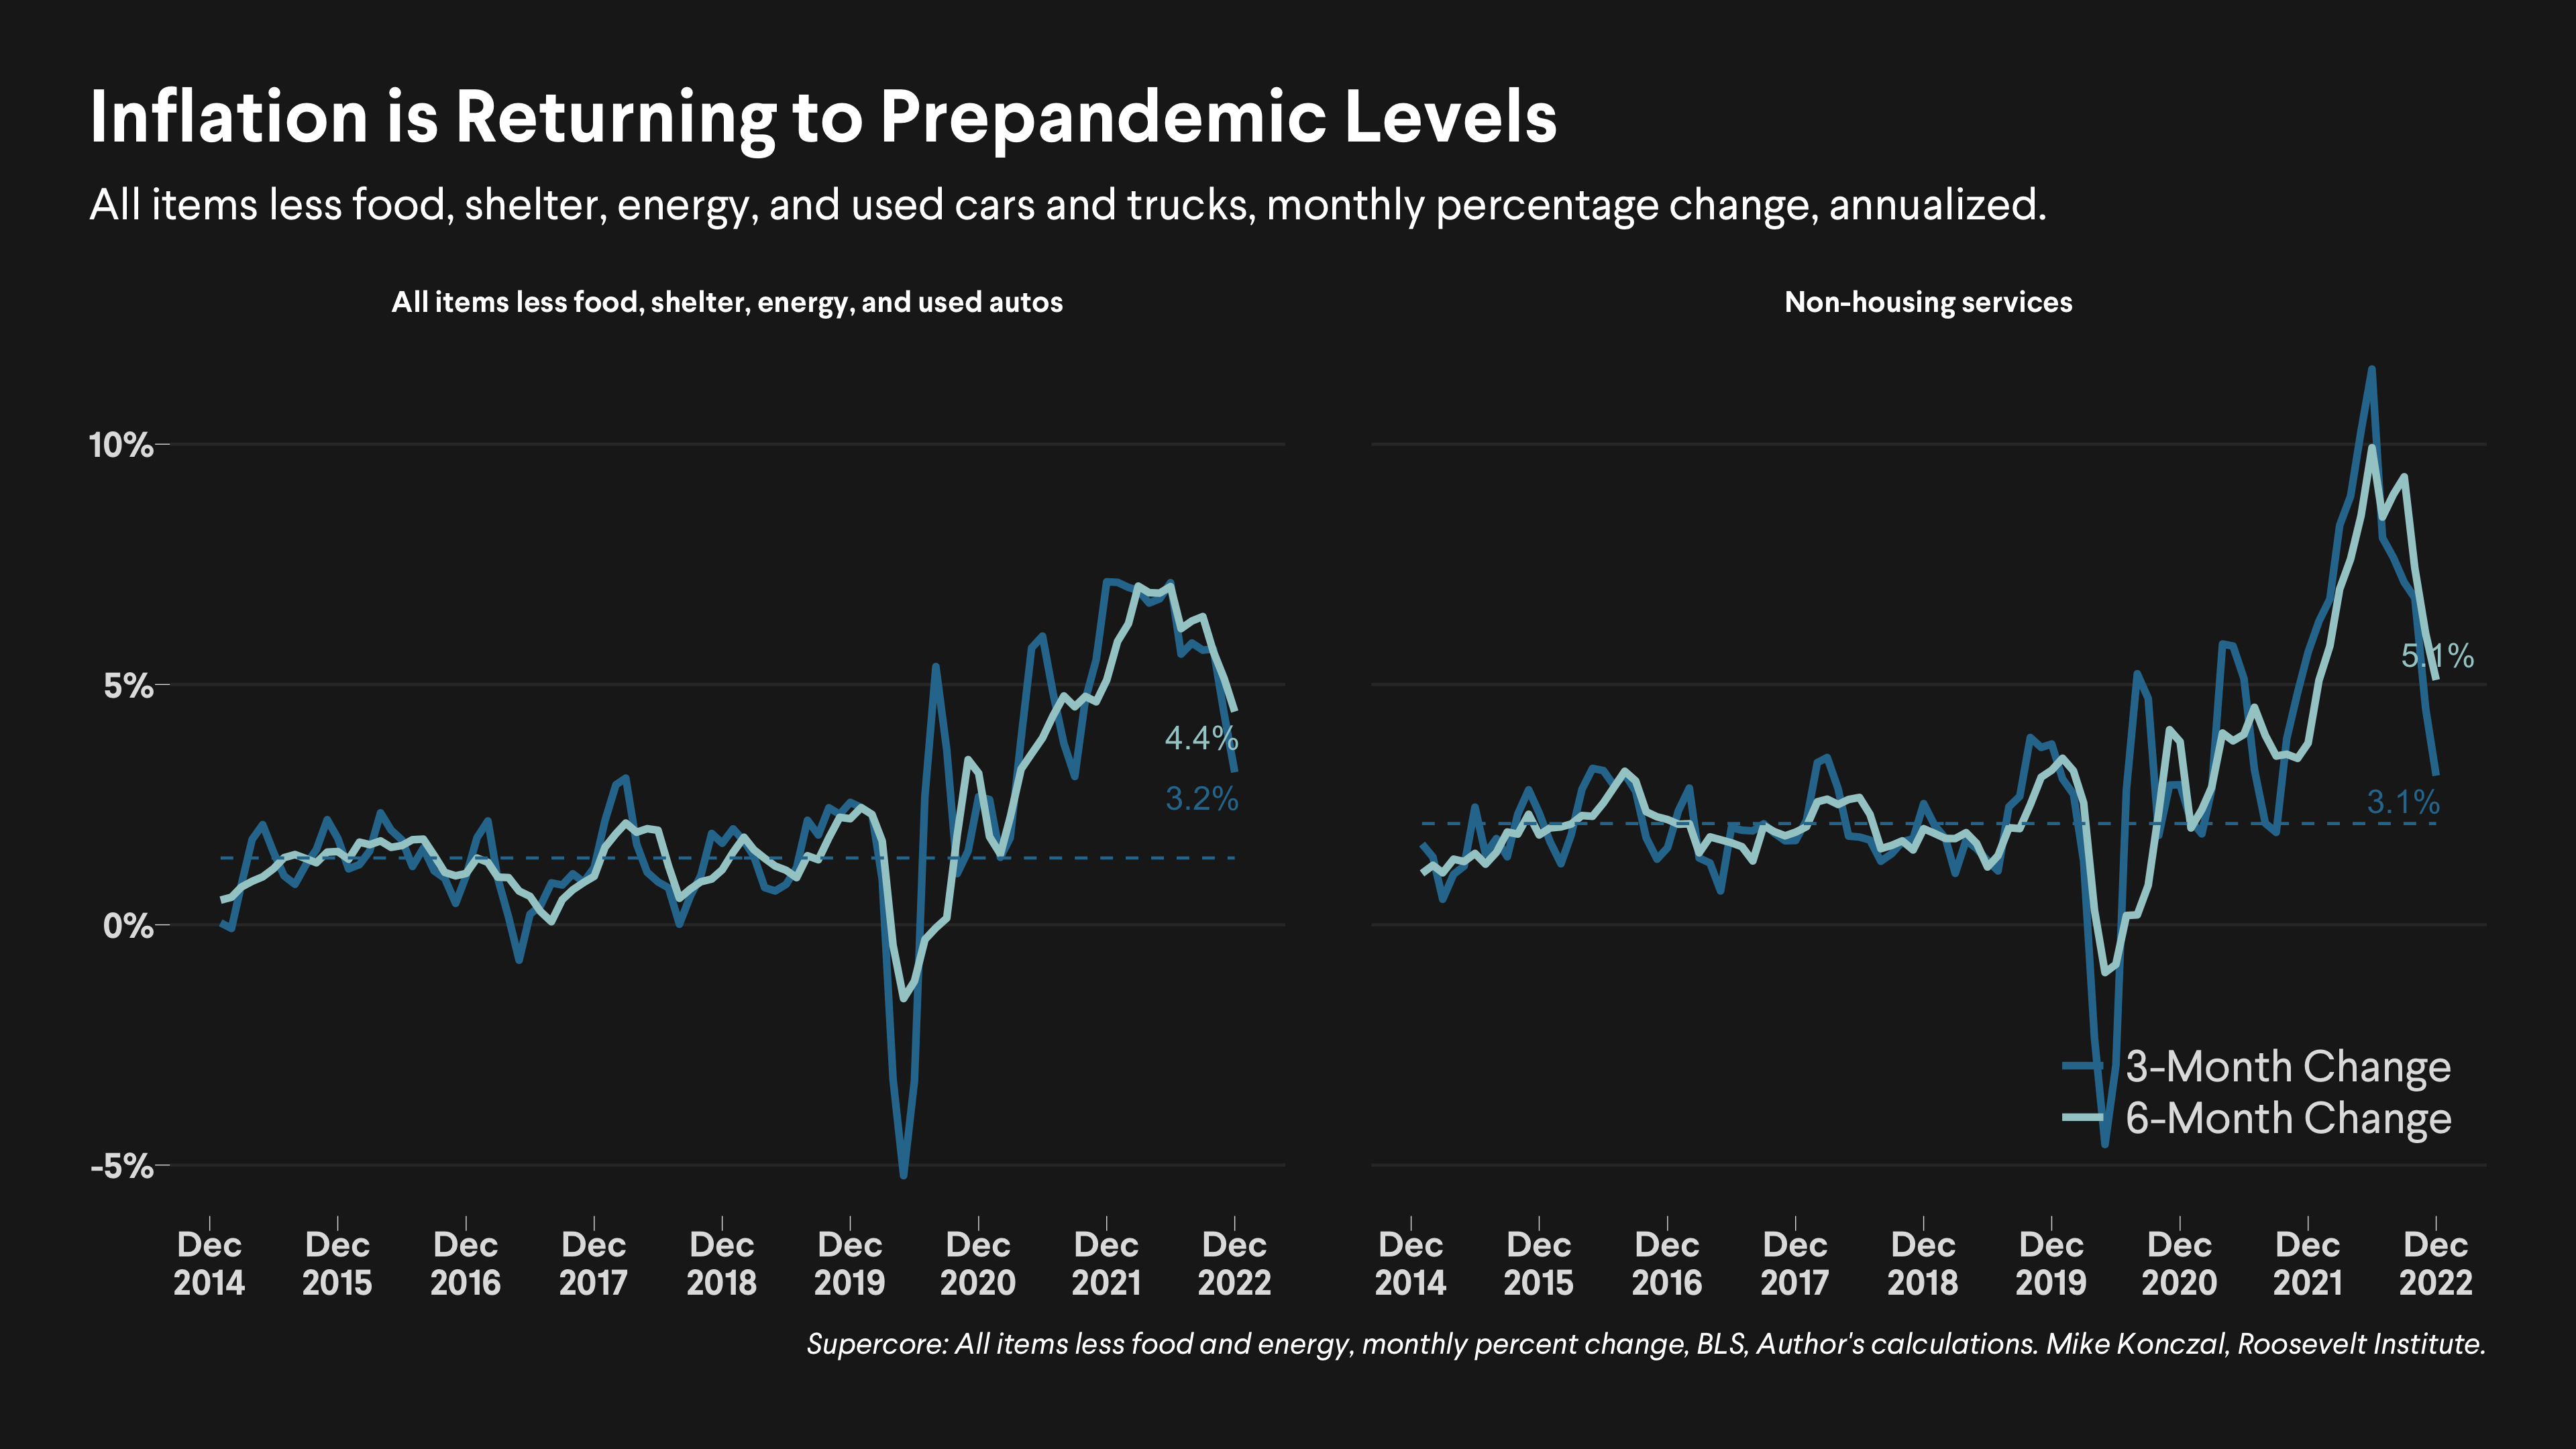 Inflation is Returning to Prepandemic Levels
All items less food, shelter, energy, and used cars and trucks, monthly percentage change, annualized.
All items less food, shelter, energy, and used autos
Non-housing services
10%
5%
0%
-5%
4.4%
3.2%
5.1%
3.1%
3-Month Change
6-Month Change
Dec 2014
Dec 2015
Dec 2016
Dec 2017
Dec 2018
Dec 2019
Dec 2020
Dec 2021
Dec 2022
Dec 2014
Dec 2015
Dec 2016
Dec 2017
Dec 2018
Dec 2019
Dec 2020
Dec 2021
Dec 2022
Supercore: All items less food and energy, monthly percent change, BLS, Author's calculations. Mike Konczal, Roosevelt Institute.